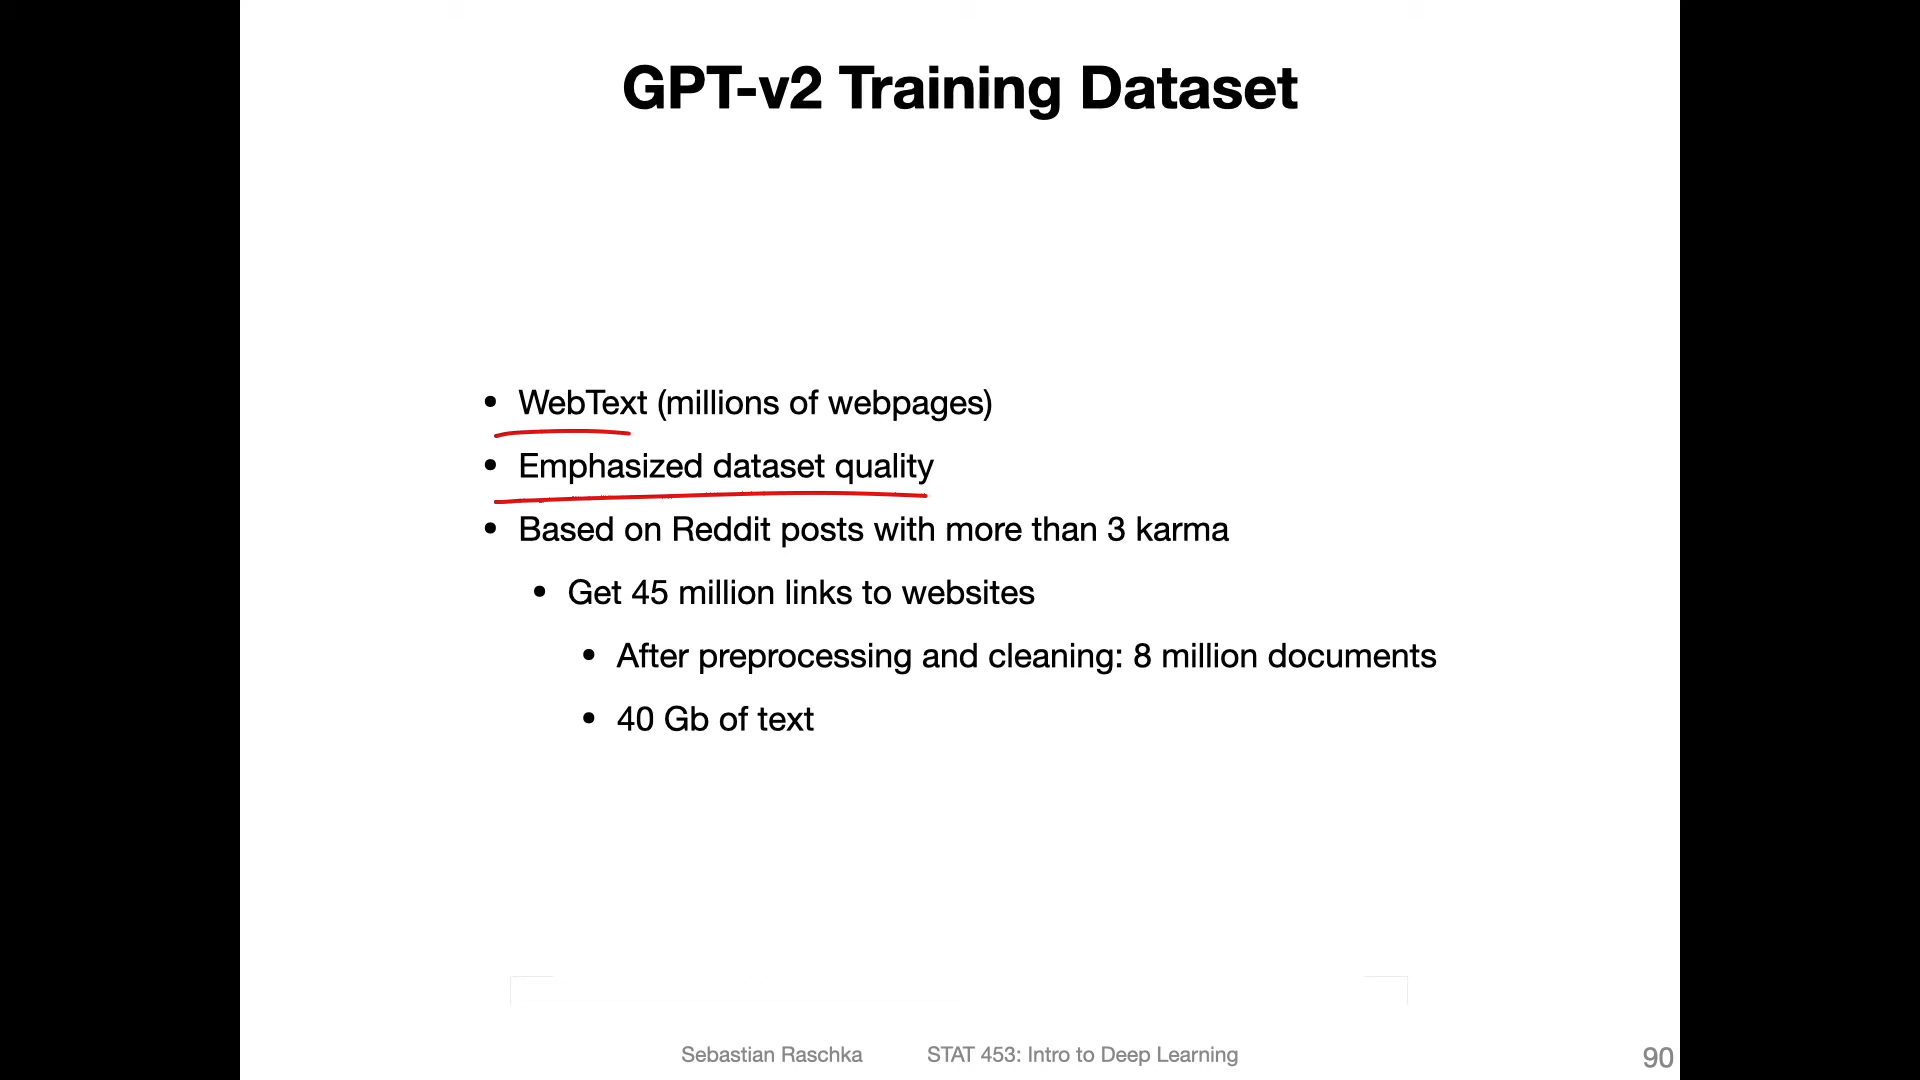 GPT-v2 Training Dataset
• WebText (millions of webpages)
• Emphasized dataset quality
• Based on Reddit posts with more than 3 karma
• Get 45 million links to websites
• After preprocessing and cleaning: 8 million documents
• 40 Gb of text
Sebastian Raschka STAT 453: Intro to Deep Learning 90